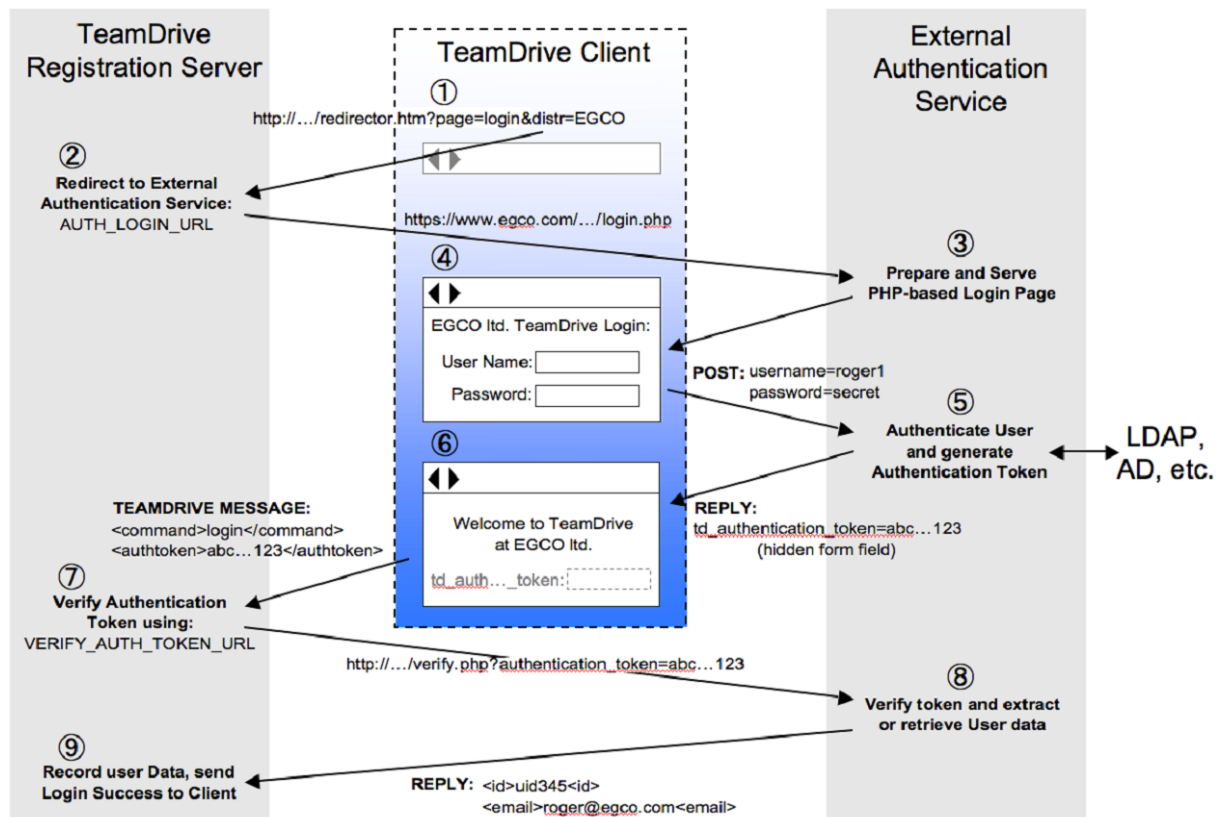 TeamDrive
Registration Server
TeamDrive Client
External
Authentication
Service
①
http://…/redirector.htm?page=login&distr=EGCO
②
Redirect to External
Authentication Service:
AUTH_LOGIN_URL
https://www.egco.com/…/login.php
③
Prepare and Serve
PHP-based Login Page
④
EGCO ltd. TeamDrive Login:
User Name:
Password:
POST: username=roger1
password=secret
⑤
Authenticate User
and generate
Authentication Token
LDAP,
AD, etc.
⑥
Welcome to TeamDrive
at EGCO ltd.
td_auth…_token:
REPLY:
td_authentication_token=abc…123
(hidden form field)
TEAMDRIVE MESSAGE:
<command>login</command>
<authtoken>abc…123</authtoken>
⑦
Verify Authentication
Token using:
VERIFY_AUTH_TOKEN_URL
http://…/verify.php?authentication_token=abc…123
⑧
Verify token and extract
or retrieve User data
⑨
Record user Data, send
Login Success to Client
REPLY: <id>uid345<id>
<email>roger@egco.com<email>